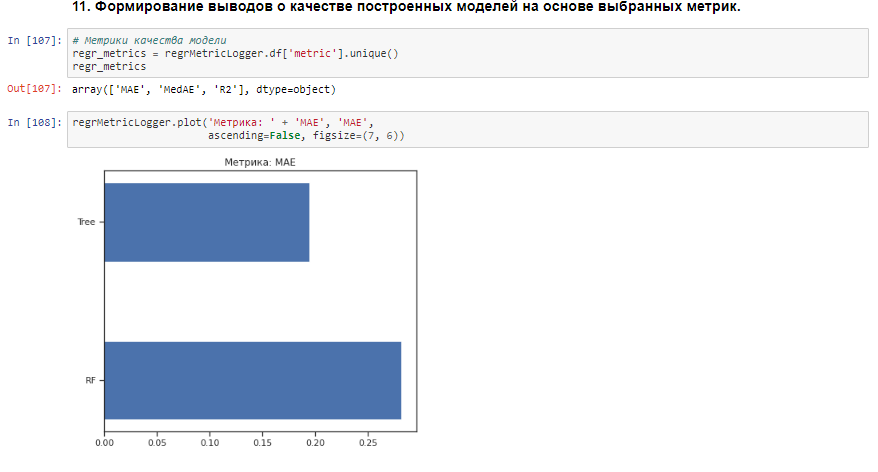 11. Формирование выводов о качестве построенных моделей на основе выбранных метрик.
In [107]: # Метрики качества модели
regr_metrics = regrMetricLogger.df['metric'].unique()
regr_metrics
Out[107]: array(['MAE', 'MedAE', 'R2'], dtype=object)
In [108]: regrMetricLogger.plot('Метрика: ' + 'MAE', 'MAE',
ascending=False, figsize=(7, 6))
Метрика: MAE
Tree
RF
0.00 0.05 0.10 0.15 0.20 0.25